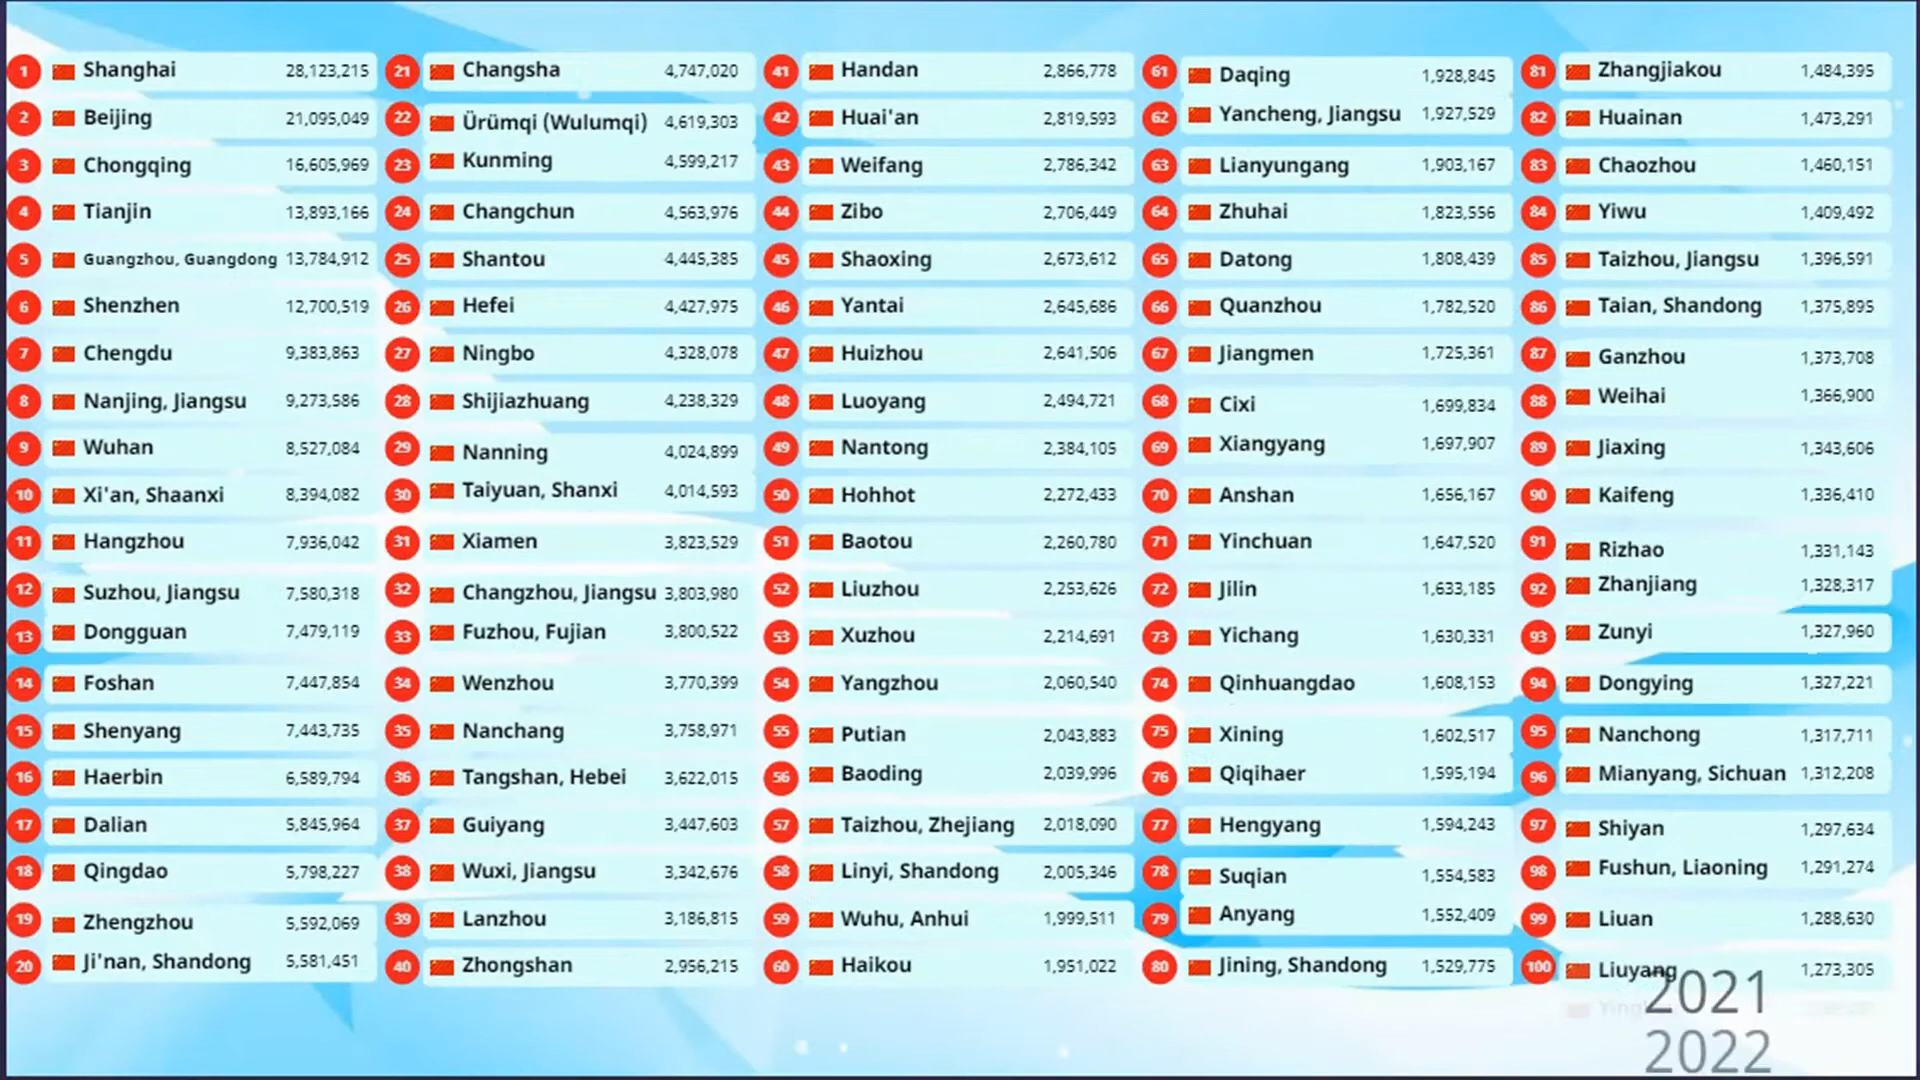 1 Shanghai 28,123,215
2 Beijing 21,095,049
3 Chongqing 16,605,969
4 Tianjin 13,893,166
5 Guangzhou, Guangdong 13,784,912
6 Shenzhen 12,700,519
7 Chengdu 9,383,863
8 Nanjing, Jiangsu 9,273,586
9 Wuhan 8,527,084
10 Xi'an, Shaanxi 8,394,082
11 Hangzhou 7,936,042
12 Suzhou, Jiangsu 7,580,318
13 Dongguan 7,479,119
14 Foshan 7,447,854
15 Shenyang 7,443,735
16 Haerbin 6,589,794
17 Dalian 5,845,964
18 Qingdao 5,798,227
19 Zhengzhou 5,592,069
20 Ji'nan, Shandong 5,581,451
21 Changsha 4,747,020
22 Ürümqi (Wulumqi) 4,619,303
23 Kunming 4,599,217
24 Changchun 4,563,976
25 Shantou 4,445,385
26 Hefei 4,427,975
27 Ningbo 4,328,078
28 Shijiazhuang 4,238,329
29 Nanning 4,024,899
30 Taiyuan, Shanxi 4,014,593
31 Xiamen 3,823,529
32 Changzhou, Jiangsu 3,803,980
33 Fuzhou, Fujian 3,800,522
34 Wenzhou 3,770,399
35 Nanchang 3,758,971
36 Tangshan, Hebei 3,622,015
37 Guiyang 3,447,603
38 Wuxi, Jiangsu 3,342,676
39 Lanzhou 3,186,815
40 Zhongshan 2,956,215
41 Handan 2,866,778
42 Huai'an 2,819,593
43 Weifang 2,786,342
44 Zibo 2,706,449
45 Shaoxing 2,673,612
46 Yantai 2,645,686
47 Huizhou 2,641,506
48 Luoyang 2,494,721
49 Nantong 2,384,105
50 Hohhot 2,272,433
51 Baotou 2,260,780
52 Liuzhou 2,253,626
53 Xuzhou 2,214,691
54 Yangzhou 2,060,540
55 Putian 2,043,883
56 Baoding 2,039,996
57 Taizhou, Zhejiang 2,018,090
58 Linyi, Shandong 2,005,346
59 Wuhu, Anhui 1,999,511
60 Haikou 1,951,022
61 Daqing 1,928,845
62 Yancheng, Jiangsu 1,927,529
63 Lianyungang 1,903,167
64 Zhuhai 1,823,556
65 Datong 1,808,439
66 Quanzhou 1,782,520
67 Jiangmen 1,725,361
68 Cixi 1,699,834
69 Xiangyang 1,697,907
70 Anshan 1,656,167
71 Yinchuan 1,647,520
72 Jilin 1,633,185
73 Yichang 1,630,331
74 Qinhuangdao 1,608,153
75 Xining 1,602,517
76 Qiqihaer 1,595,194
77 Hengyang 1,594,243
78 Suqian 1,554,583
79 Anyang 1,552,409
80 Jining, Shandong 1,529,775
81 Zhangjiakou 1,484,395
82 Huainan 1,473,291
83 Chaozhou 1,460,151
84 Yiwu 1,409,492
85 Taizhou, Jiangsu 1,396,591
86 Taian, Shandong 1,375,895
87 Ganzhou 1,373,708
88 Weihai 1,366,900
89 Jiaxing 1,343,606
90 Kaifeng 1,336,410
91 Rizhao 1,331,143
92 Zhanjiang 1,328,317
93 Zunyi 1,327,960
94 Dongying 1,327,221
95 Nanchong 1,317,711
96 Mianyang, Sichuan 1,312,208
97 Shiyan 1,297,634
98 Fushun, Liaoning 1,291,274
99 Liuan 1,288,630
100 Liuyang 1,273,305
2021
2022